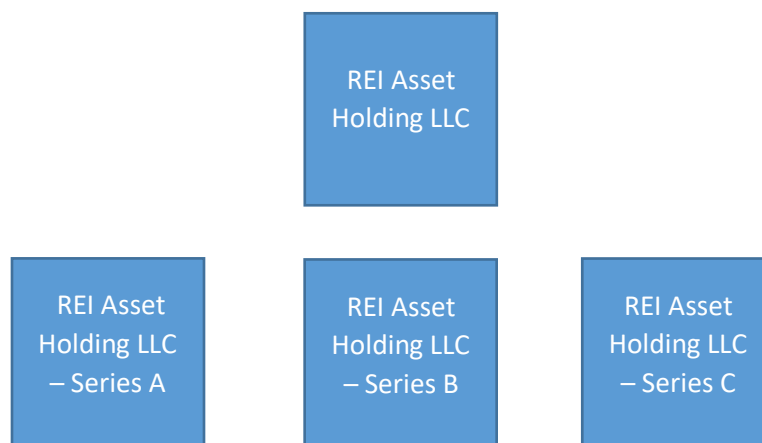 REI Asset
Holding LLC
REI Asset
Holding LLC
– Series A
REI Asset
Holding LLC
– Series B
REI Asset
Holding LLC
– Series C